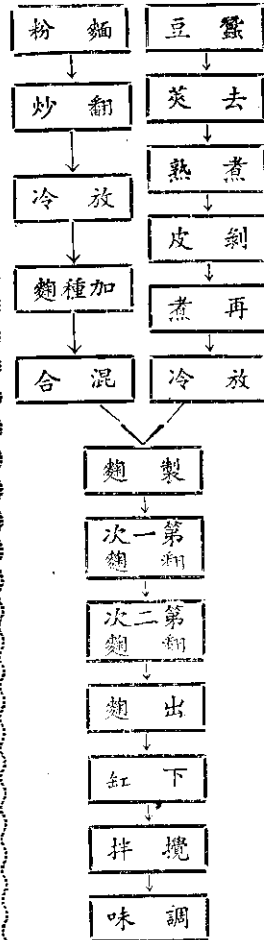 蠶豆
去莢
煮熟
剝皮
再煮
放冷
麵粉
翻炒
放冷
加種麴
混合
製麴
第一次
翻麴
第二次
翻麴
出麴
下缸
攪拌
調味